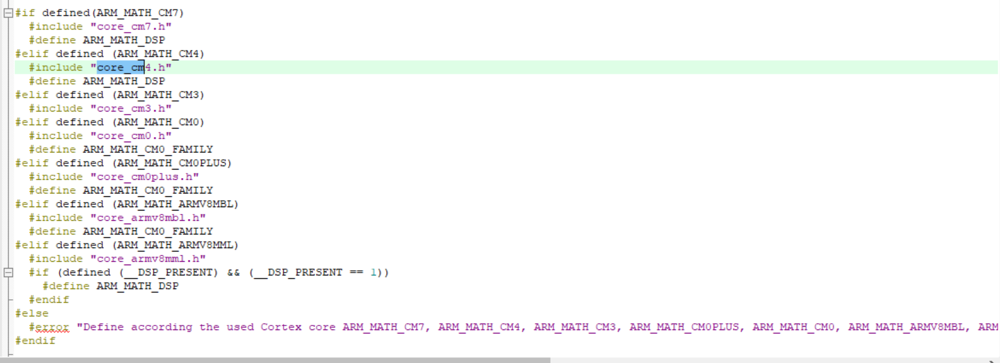 #if defined(ARM_MATH_CM7)
  #include "core_cm7.h"
  #define ARM_MATH_DSP
#elif defined (ARM_MATH_CM4)
  #include "core_cm4.h"
  #define ARM_MATH_DSP
#elif defined (ARM_MATH_CM3)
  #include "core_cm3.h"
#elif defined (ARM_MATH_CM0)
  #include "core_cm0.h"
  #define ARM_MATH_CM0_FAMILY
#elif defined (ARM_MATH_CM0PLUS)
  #include "core_cm0plus.h"
  #define ARM_MATH_CM0_FAMILY
#elif defined (ARM_MATH_ARMV8MBL)
  #include "core_armv8mbl.h"
  #define ARM_MATH_CM0_FAMILY
#elif defined (ARM_MATH_ARMV8MML)
  #include "core_armv8mml.h"
  #if (defined (__DSP_PRESENT) && (__DSP_PRESENT == 1))
    #define ARM_MATH_DSP
  #endif
#else
  #error "Define according the used Cortex core ARM_MATH_CM7, ARM_MATH_CM4, ARM_MATH_CM3, ARM_MATH_CM0PLUS, ARM_MATH_CM0, ARM_MATH_ARMV8MBL, ARM
#endif